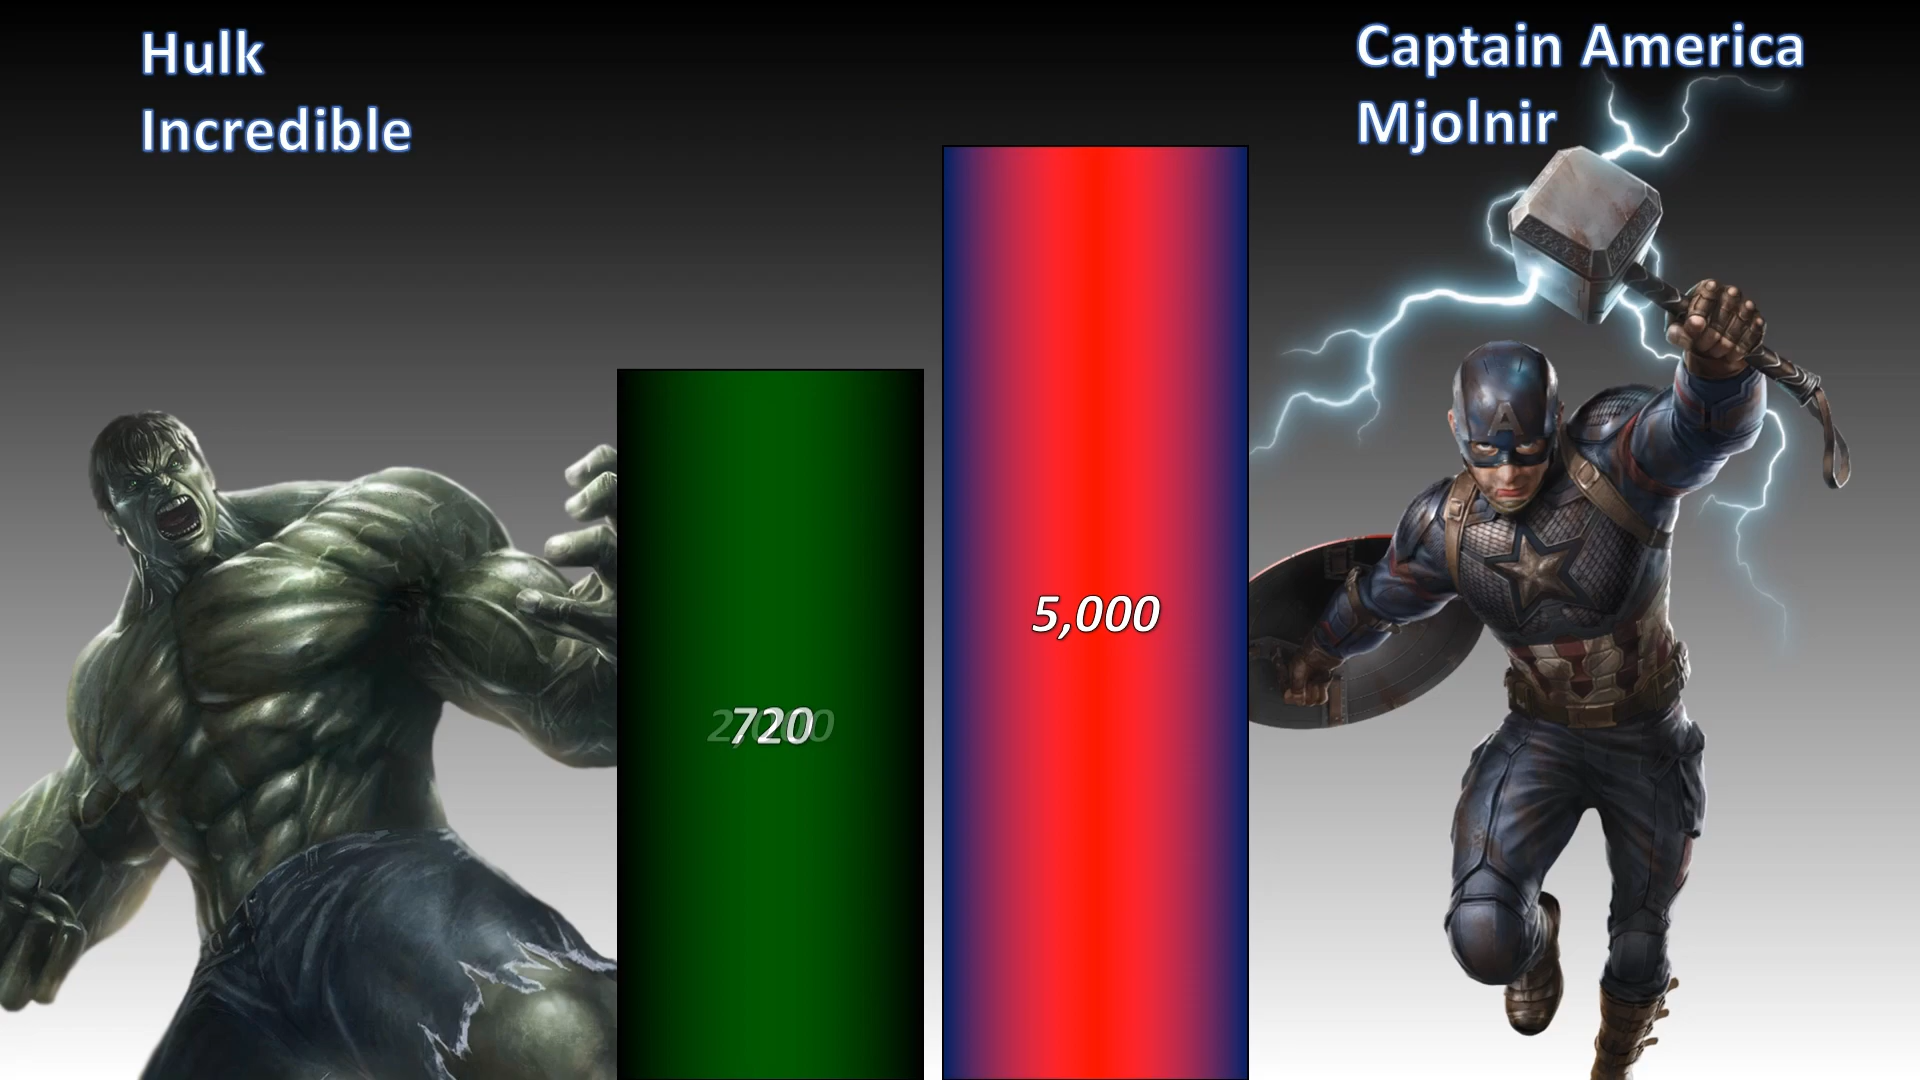 Hulk
Incredible
Captain America
Mjolnir
5,000
720